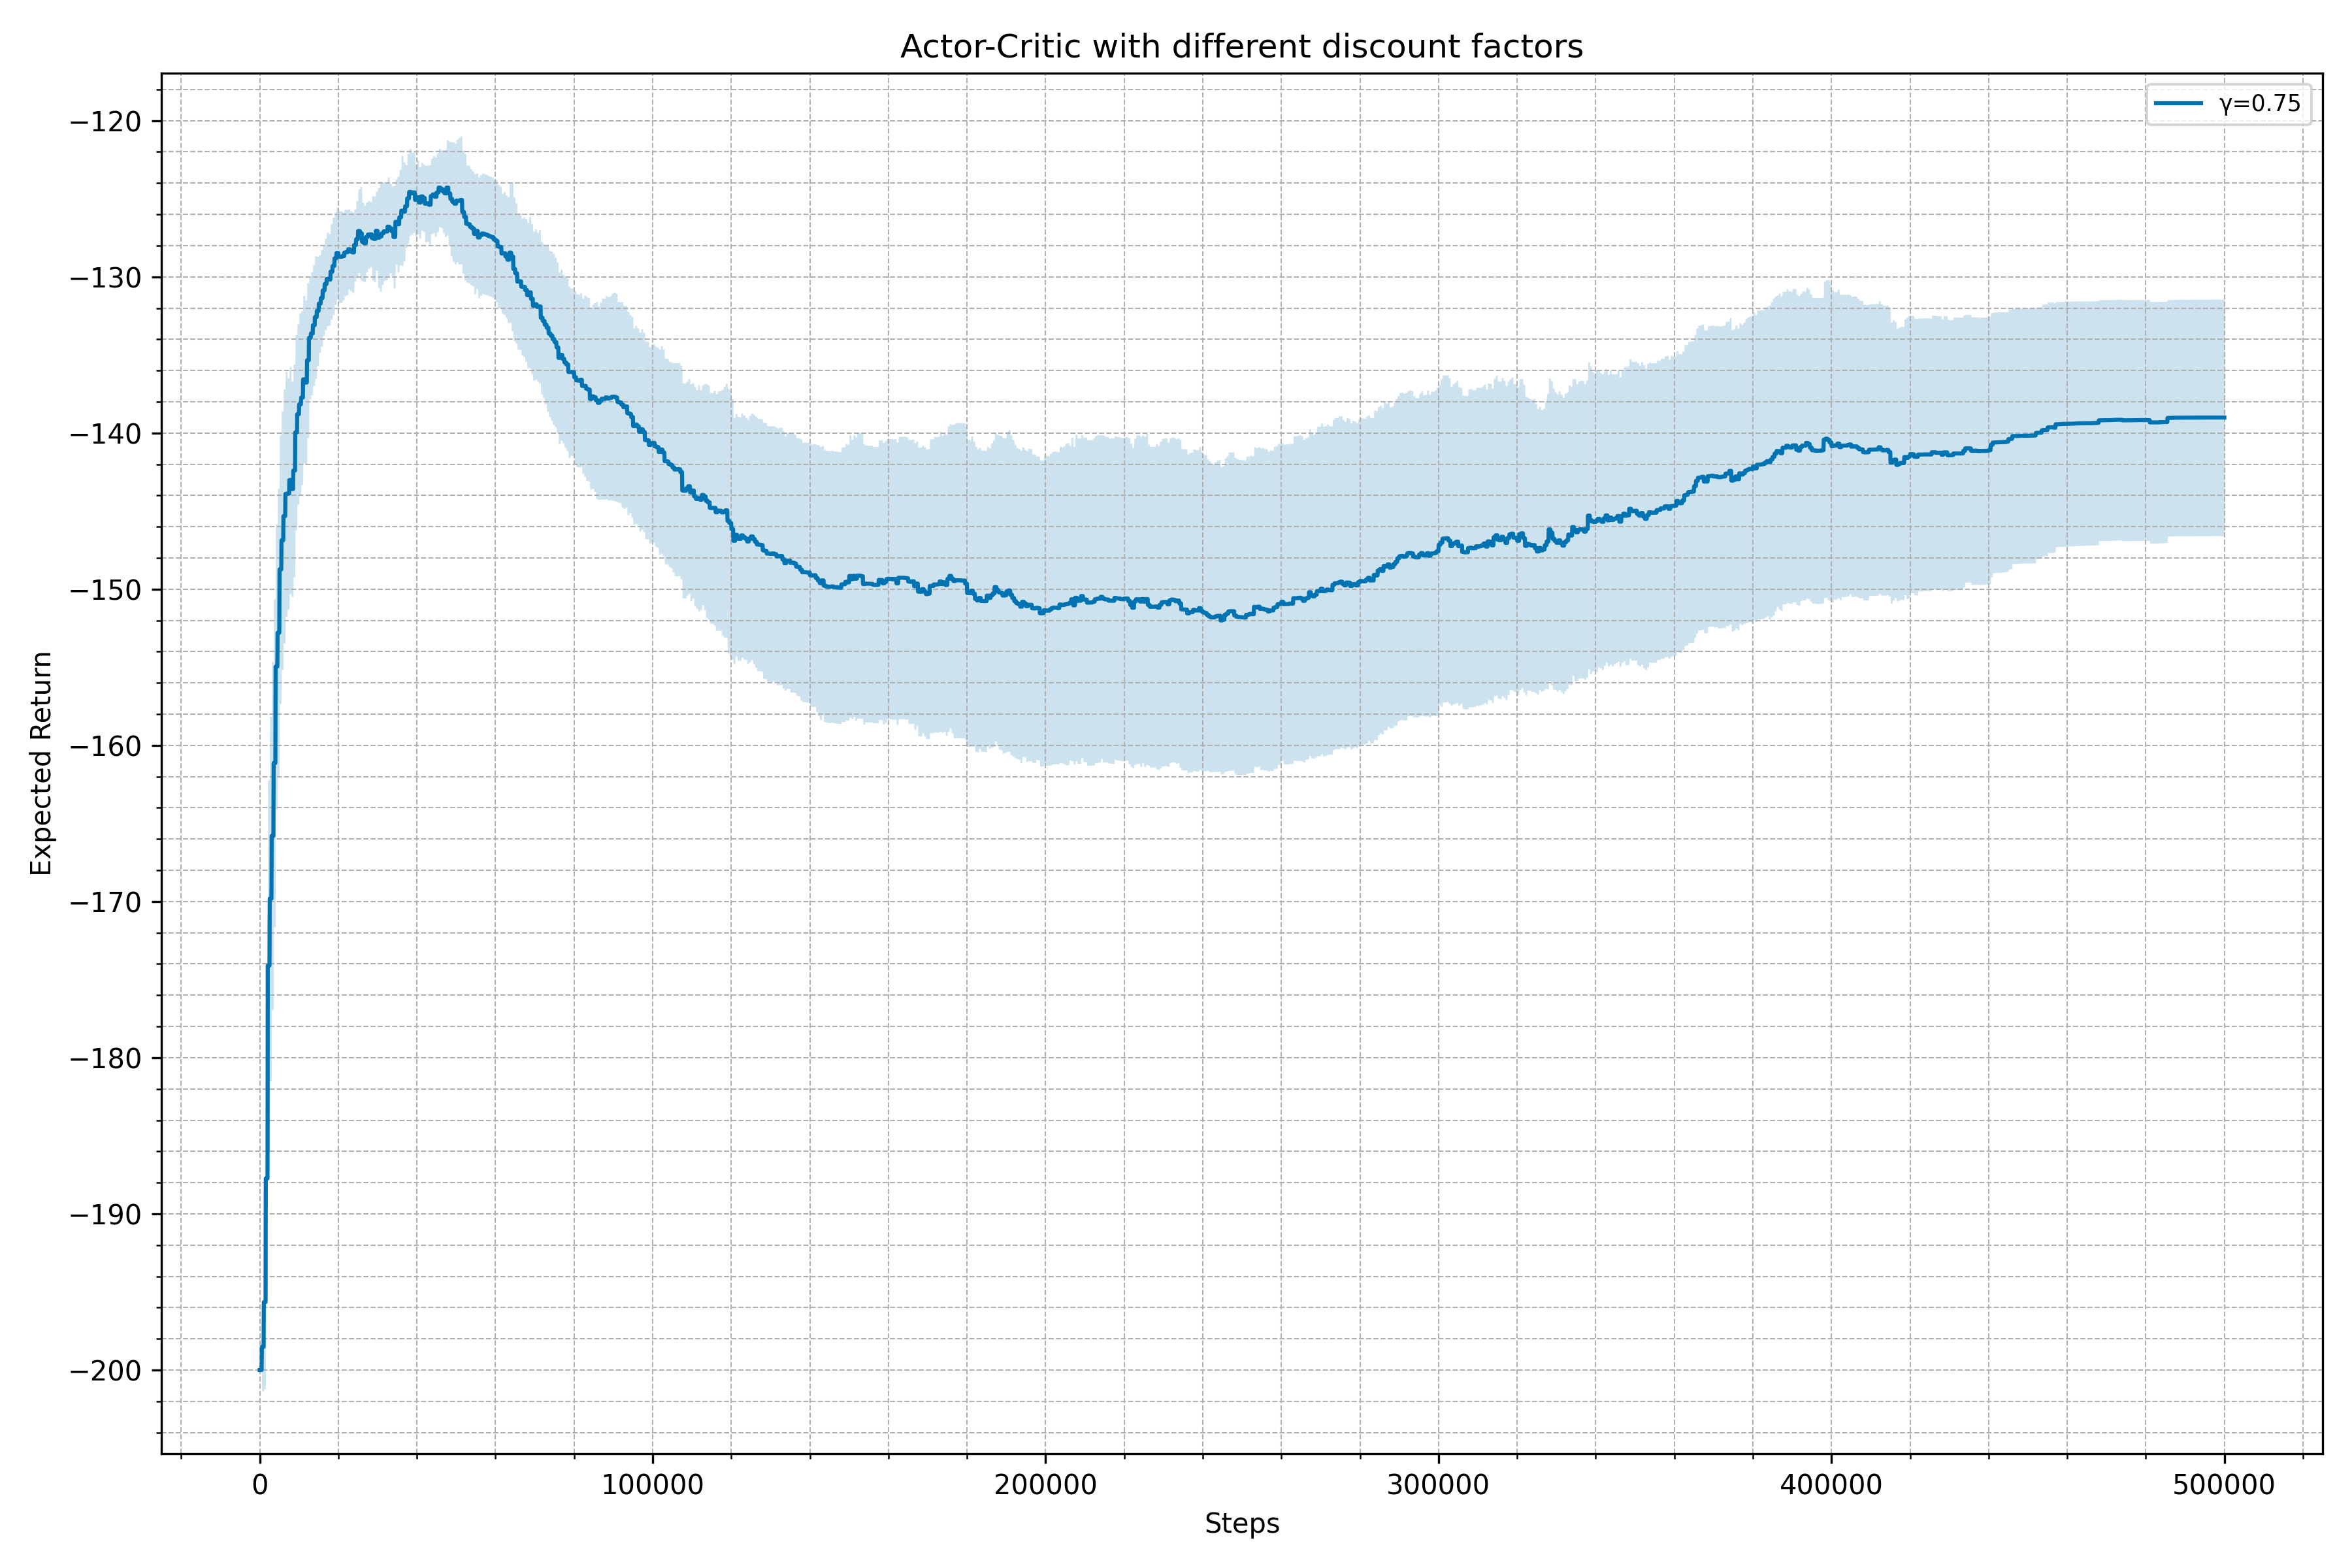 Actor-Critic with different discount factors
γ=0.75
Expected Return
−120
−130
−140
−150
−160
−170
−180
−190
−200
0 100000 200000 300000 400000 500000
Steps